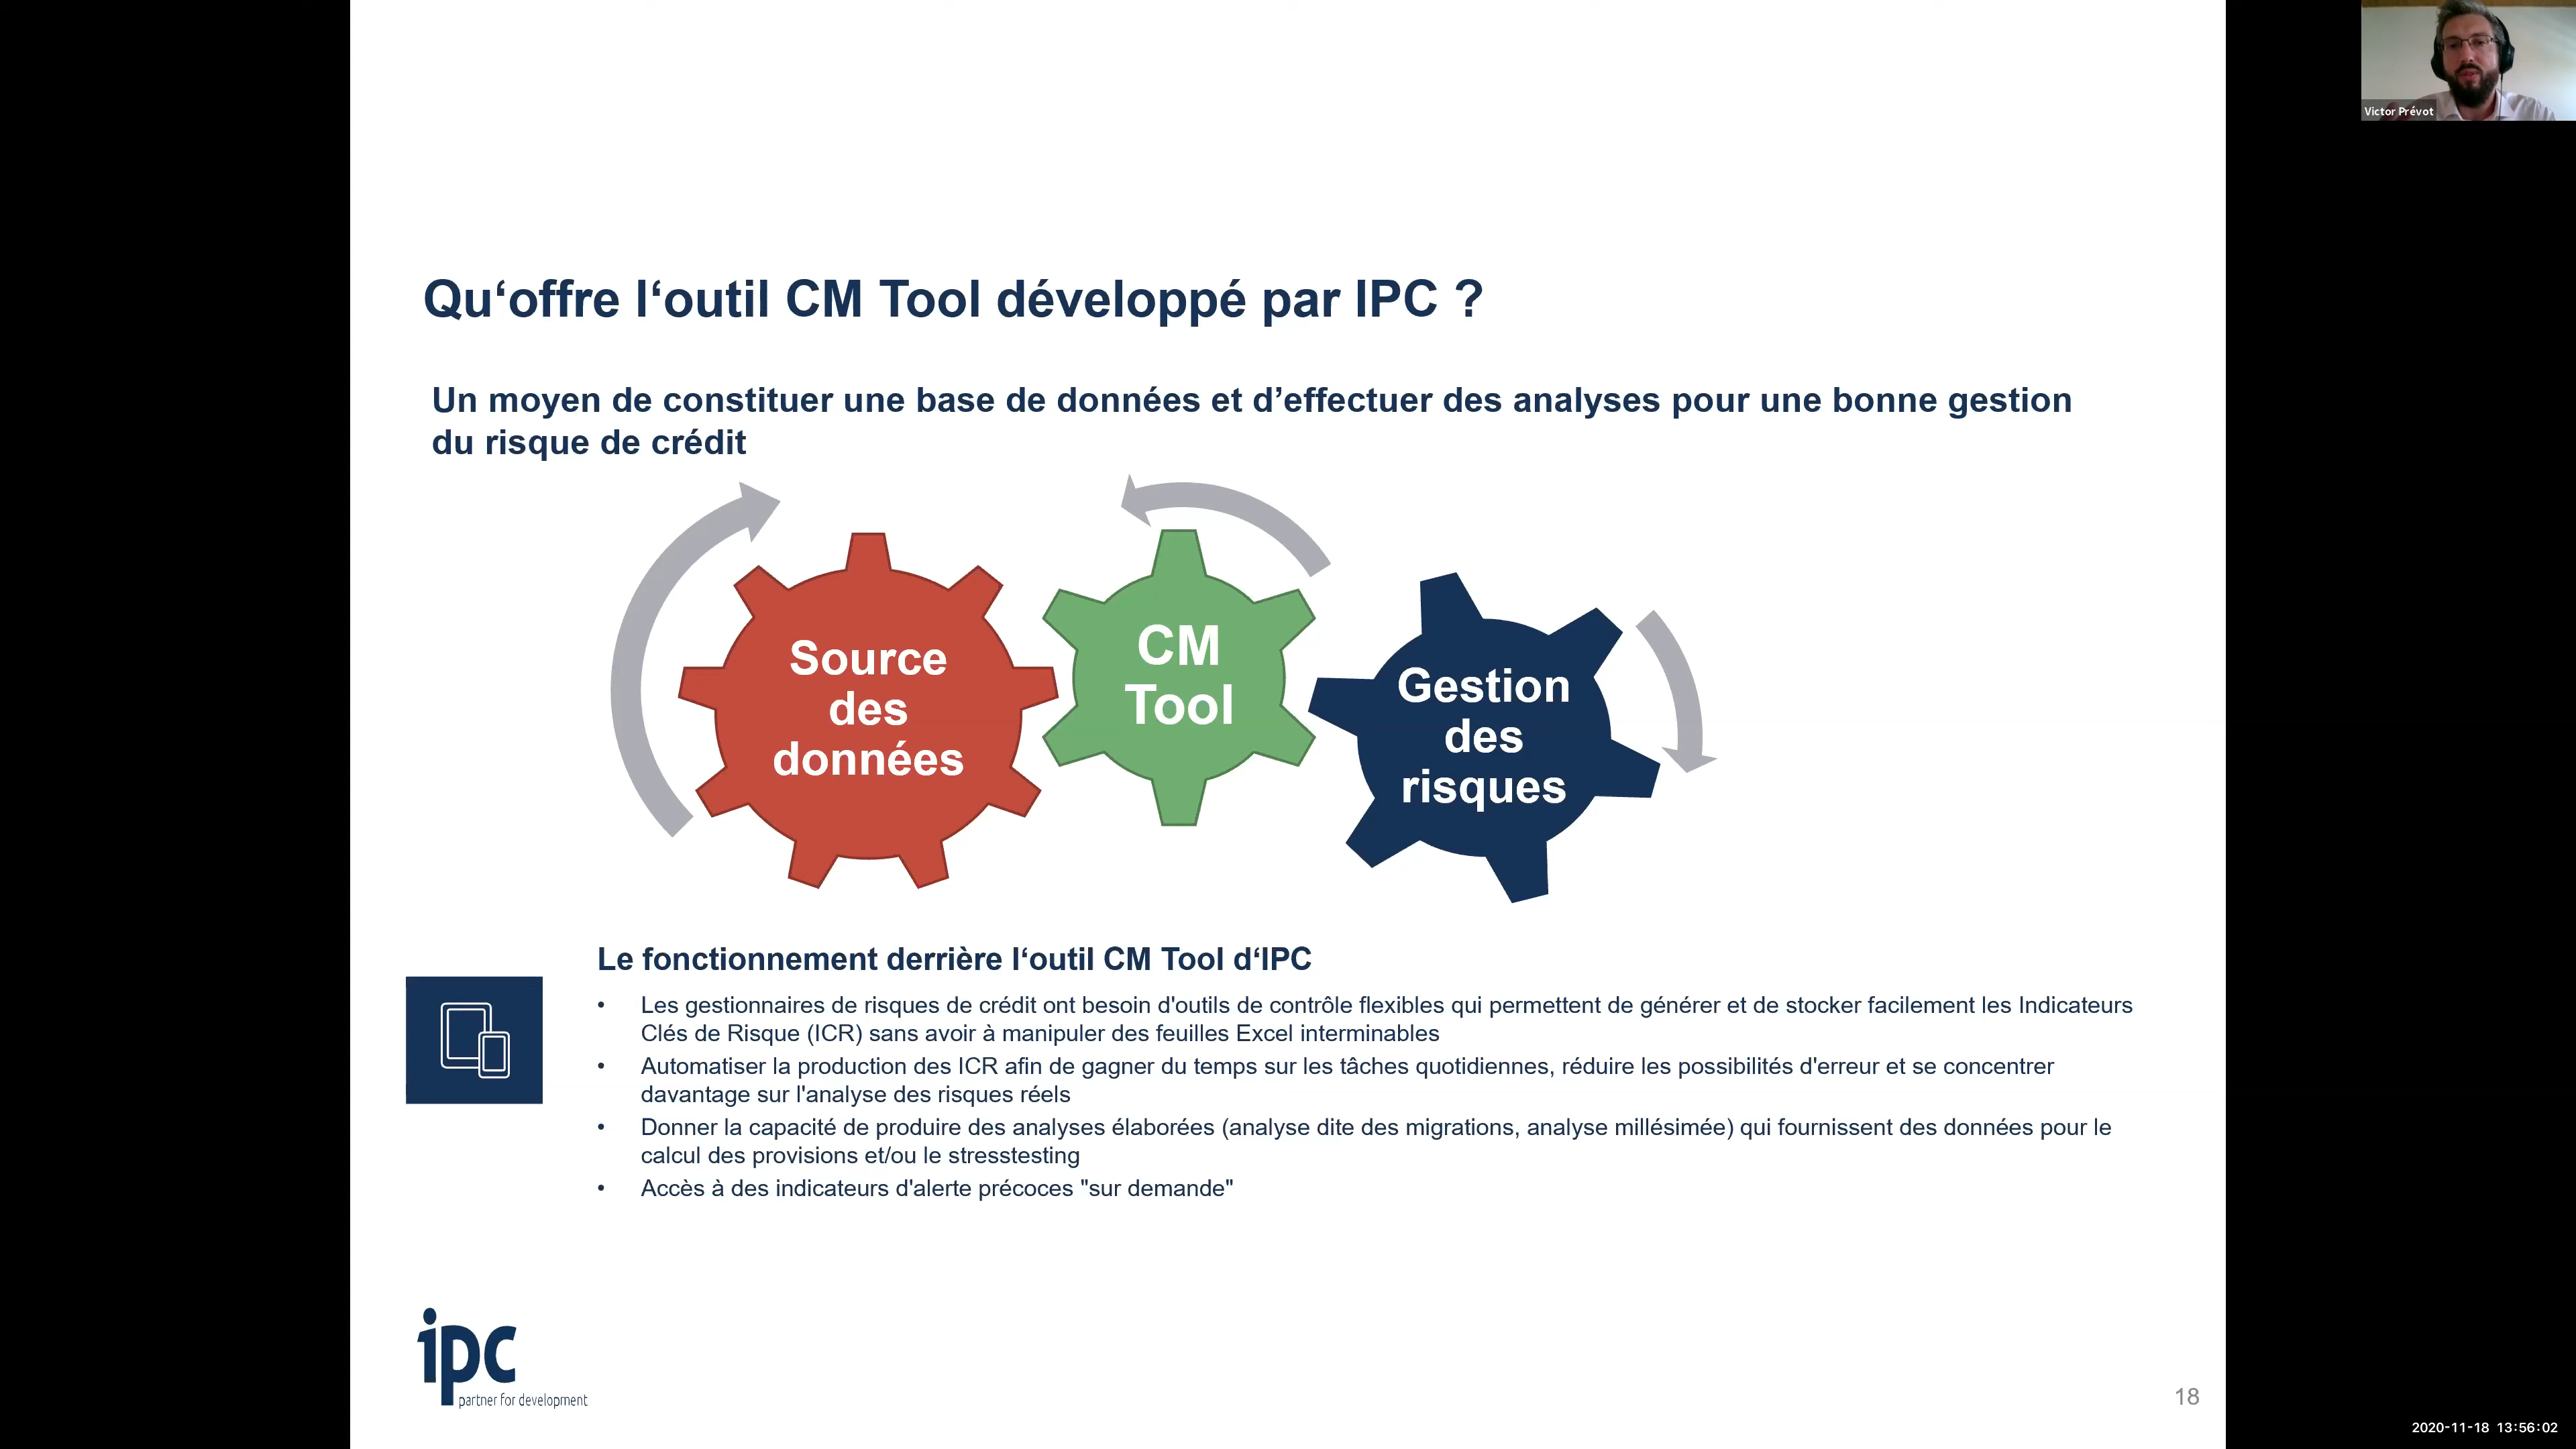 Victor Prévot
Qu‘offre l‘outil CM Tool développé par IPC ?
Un moyen de constituer une base de données et d’effectuer des analyses pour une bonne gestion
du risque de crédit
Source
des
données
CM
Tool
Gestion
des
risques
Le fonctionnement derrière l‘outil CM Tool d‘IPC
• Les gestionnaires de risques de crédit ont besoin d'outils de contrôle flexibles qui permettent de générer et de stocker facilement les Indicateurs
Clés de Risque (ICR) sans avoir à manipuler des feuilles Excel interminables
• Automatiser la production des ICR afin de gagner du temps sur les tâches quotidiennes, réduire les possibilités d'erreur et se concentrer
davantage sur l'analyse des risques réels
• Donner la capacité de produire des analyses élaborées (analyse dite des migrations, analyse millésimée) qui fournissent des données pour le
calcul des provisions et/ou le stresstesting
• Accès à des indicateurs d'alerte précoces "sur demande"
ipc
partner for development
18
2020-11-18 13:56:02